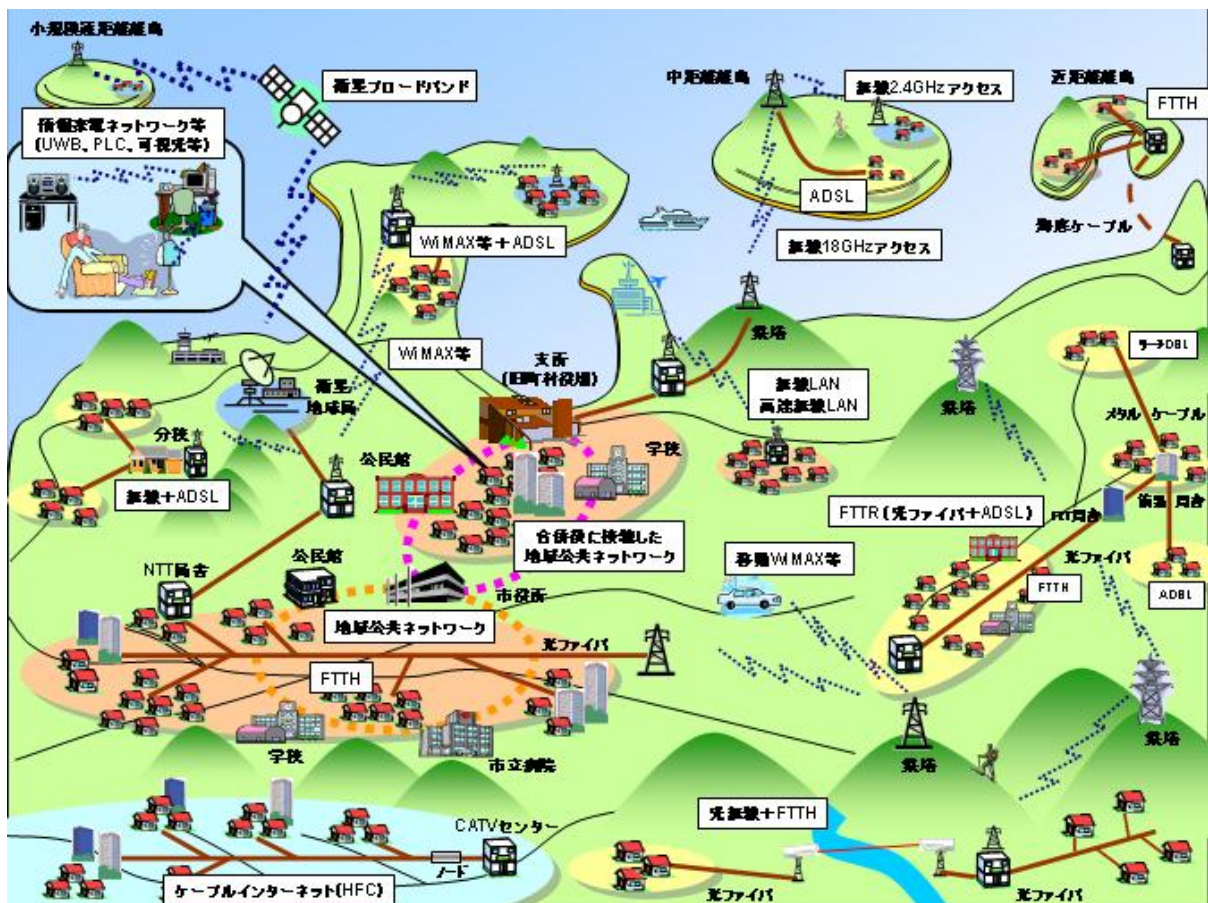 小規模遠距離離島
衛星ブロードバンド
情報家電ネットワーク等
(UWB、PLC、可視光等)
中距離離島
無線2.4GHzアクセス
近距離離島
FTTH
ADSL
海底ケーブル
WiMAX等+ADSL
無線18GHzアクセス
鉄塔
WiMAX等
支所
(旧町村役場)
衛星
地球局
無線LAN
高速無線LAN
鉄塔
メタル ケーブル
分校
公民館
学校
無線+ADSL
FTTR(光ファイバ+ADSL)
合併後に接続した
地域公共ネットワーク
移動WiMAX等
光ファイバ
NTT局舎
公民館
市役所
FTTH
地域公共ネットワーク
光ファイバ
FTTH
学校
市立病院
鉄塔
鉄塔
光無線+FTTH
CATVセンター
ノード
ケーブルインターネット(HFC)
光ファイバ
光ファイバ